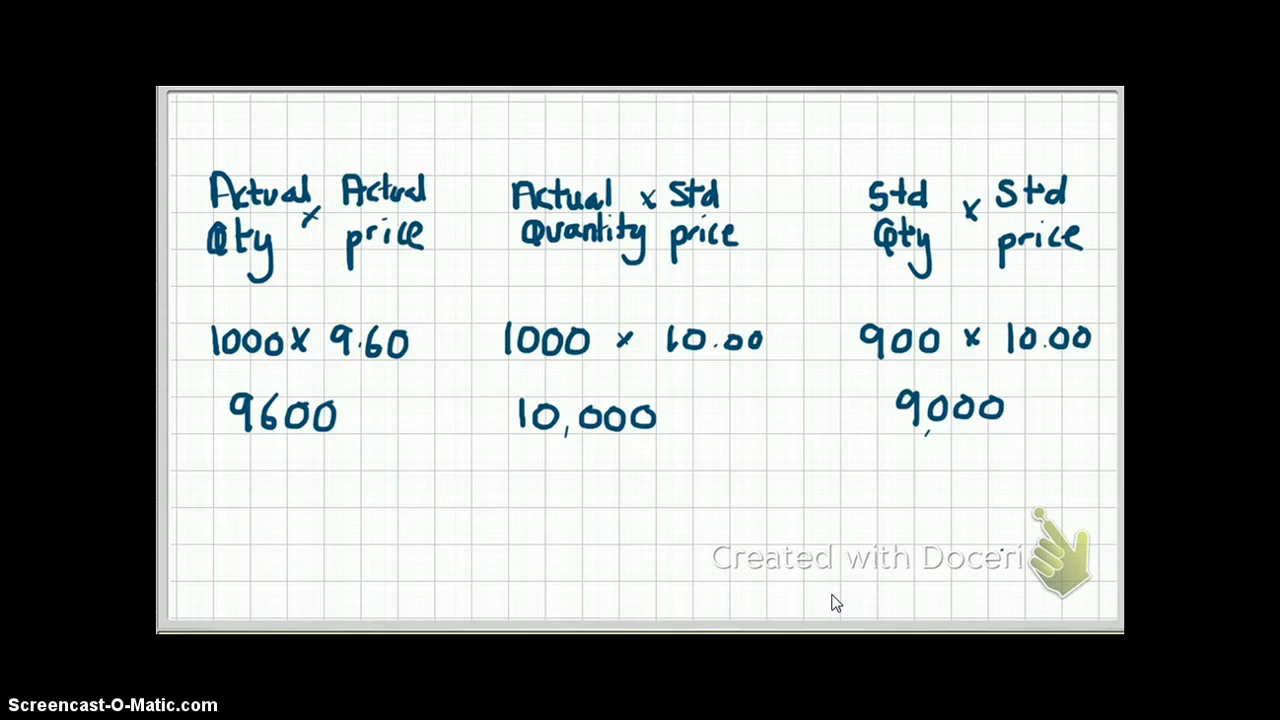 Actual x Actual Actual x Std Std x Std
Qty price Quantity price Qty price
1000 x 9.60 1000 x 10.00 900 x 10.00
9600 10,000 9,000
Created with Doceri
Screencast-O-Matic.com